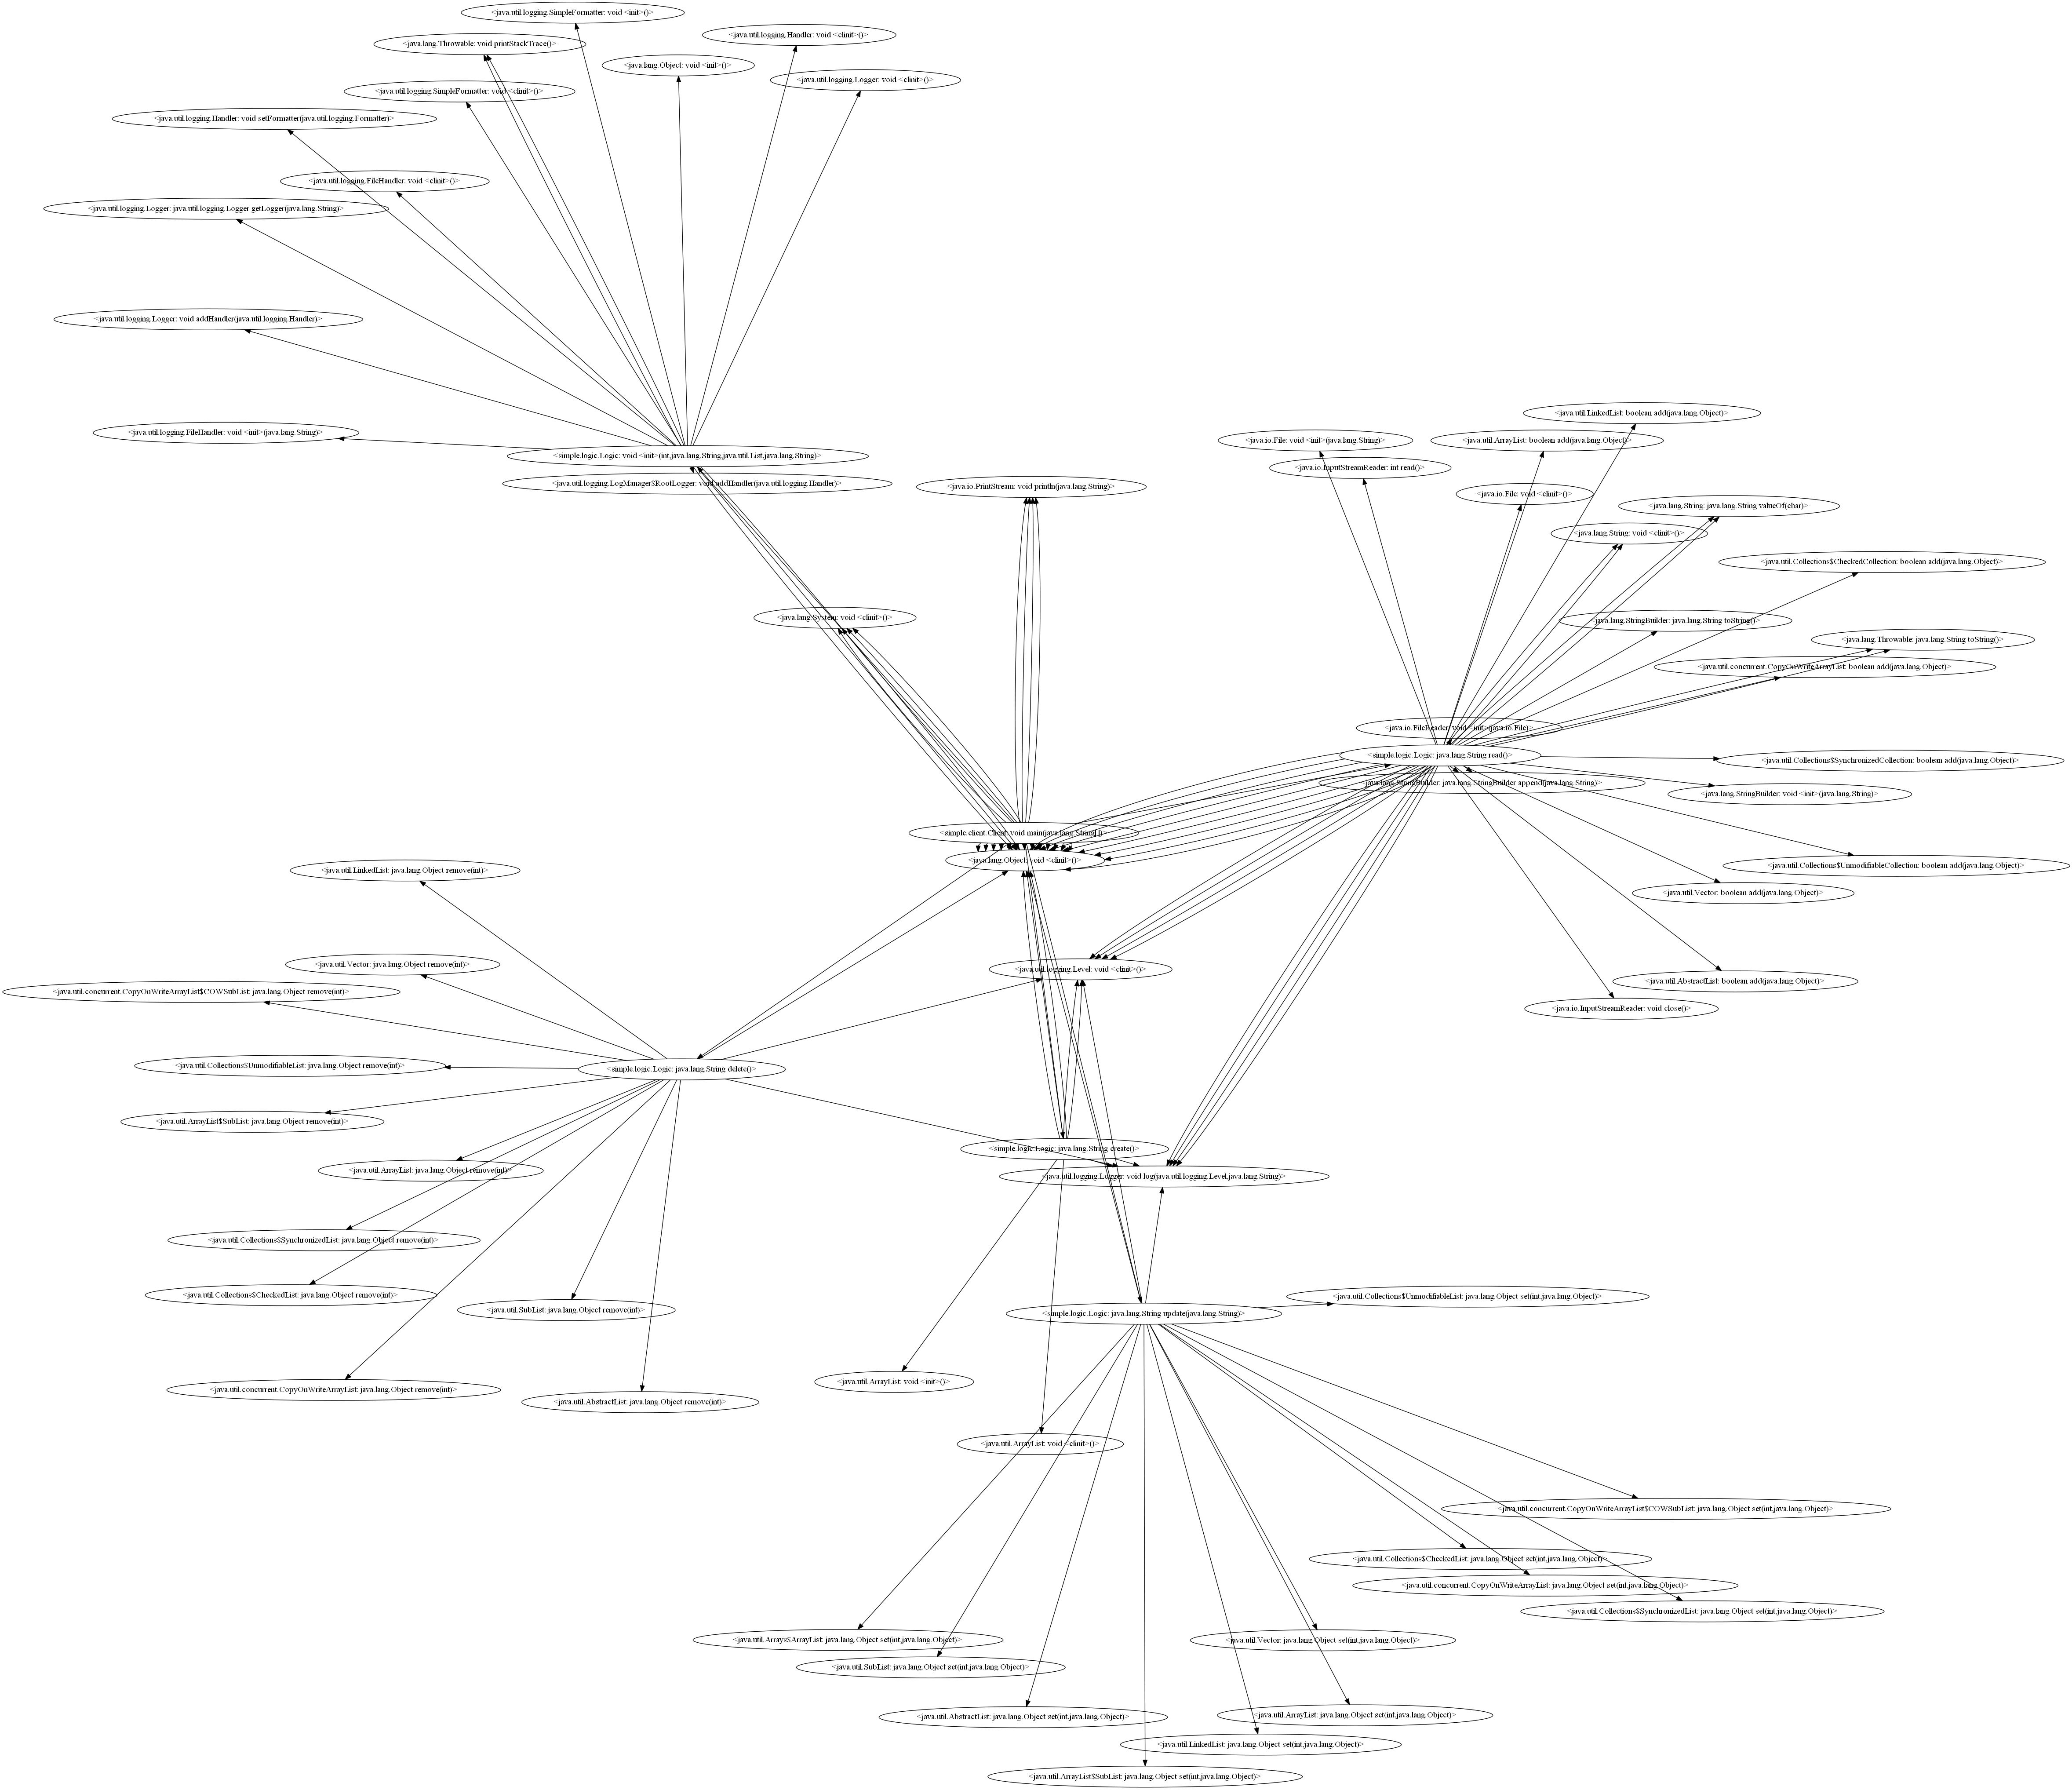 <java.util.logging.SimpleFormatter: void <init>()>
<java.util.logging.Handler: void <clinit>()>
<java.lang.Throwable: void printStackTrace()>
<java.lang.Object: void <init>()>
<java.util.logging.Logger: void <clinit>()>
<java.util.logging.SimpleFormatter: void <clinit>()>
<java.util.logging.Handler: void setFormatter(java.util.logging.Formatter)>
<java.util.logging.FileHandler: void <clinit>()>
<java.util.logging.Logger: java.util.logging.Logger getLogger(java.lang.String)>
<java.util.logging.Logger: void addHandler(java.util.logging.Handler)>
<java.util.LinkedList: boolean add(java.lang.Object)>
<java.util.logging.FileHandler: void <init>(java.lang.String)>
<java.io.File: void <init>(java.lang.String)>
<java.util.ArrayList: boolean add(java.lang.Object)>
<simple.logic.Logic: void <init>(int,java.lang.String,java.util.List,java.lang.String)>
<java.io.InputStreamReader: int read()>
<java.util.logging.LogManager$RootLogger: void addHandler(java.util.logging.Handler)>
<java.io.PrintStream: void println(java.lang.String)>
<java.io.File: void <clinit>()>
<java.lang.String: java.lang.String valueOf(char)>
<java.lang.String: void <clinit>()>
<java.util.Collections$CheckedCollection: boolean add(java.lang.Object)>
<java.lang.System: void <clinit>()>
<java.lang.StringBuilder: java.lang.String toString()>
<java.lang.Throwable: java.lang.String toString()>
<java.util.concurrent.CopyOnWriteArrayList: boolean add(java.lang.Object)>
<java.io.FileReader: void <init>(java.io.File)>
<simple.logic.Logic: java.lang.String read()>
<java.util.Collections$SynchronizedCollection: boolean add(java.lang.Object)>
<java.lang.StringBuilder: java.lang.StringBuilder append(java.lang.String)>
<java.lang.StringBuilder: void <init>(java.lang.String)>
<simple.client.Client: void main(java.lang.String[])>
<java.lang.Object: void <clinit>()>
<java.util.Collections$UnmodifiableCollection: boolean add(java.lang.Object)>
<java.util.LinkedList: java.lang.Object remove(int)>
<java.util.Vector: boolean add(java.lang.Object)>
<java.util.Vector: java.lang.Object remove(int)>
<java.util.logging.Level: void <clinit>()>
<java.util.AbstractList: boolean add(java.lang.Object)>
<java.util.concurrent.CopyOnWriteArrayList$COWSubList: java.lang.Object remove(int)>
<java.io.InputStreamReader: void close()>
<java.util.Collections$UnmodifiableList: java.lang.Object remove(int)>
<simple.logic.Logic: java.lang.String delete()>
<java.util.ArrayList$SubList: java.lang.Object remove(int)>
<simple.logic.Logic: java.lang.String create()>
<java.util.ArrayList: java.lang.Object remove(int)>
<java.util.logging.Logger: void log(java.util.logging.Level,java.lang.String)>
<java.util.Collections$SynchronizedList: java.lang.Object remove(int)>
<java.util.Collections$CheckedList: java.lang.Object remove(int)>
<java.util.Collections$UnmodifiableList: java.lang.Object set(int,java.lang.Object)>
<java.util.SubList: java.lang.Object remove(int)>
<simple.logic.Logic: java.lang.String update(java.lang.String)>
<java.util.ArrayList: void <init>()>
<java.util.concurrent.CopyOnWriteArrayList: java.lang.Object remove(int)>
<java.util.AbstractList: java.lang.Object remove(int)>
<java.util.ArrayList: void <clinit>()>
<java.util.concurrent.CopyOnWriteArrayList$COWSubList: java.lang.Object set(int,java.lang.Object)>
<java.util.Collections$CheckedList: java.lang.Object set(int,java.lang.Object)>
<java.util.concurrent.CopyOnWriteArrayList: java.lang.Object set(int,java.lang.Object)>
<java.util.Collections$SynchronizedList: java.lang.Object set(int,java.lang.Object)>
<java.util.Arrays$ArrayList: java.lang.Object set(int,java.lang.Object)>
<java.util.Vector: java.lang.Object set(int,java.lang.Object)>
<java.util.SubList: java.lang.Object set(int,java.lang.Object)>
<java.util.AbstractList: java.lang.Object set(int,java.lang.Object)>
<java.util.ArrayList: java.lang.Object set(int,java.lang.Object)>
<java.util.LinkedList: java.lang.Object set(int,java.lang.Object)>
<java.util.ArrayList$SubList: java.lang.Object set(int,java.lang.Object)>